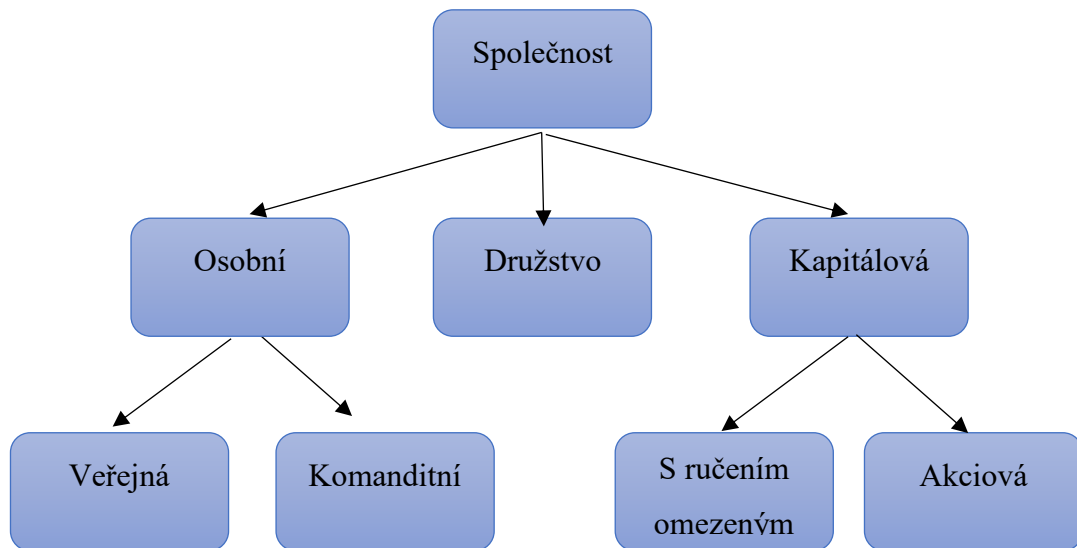 Společnost
Osobní
Družstvo
Kapitálová
Veřejná
Komanditní
S ručením
omezeným
Akciová